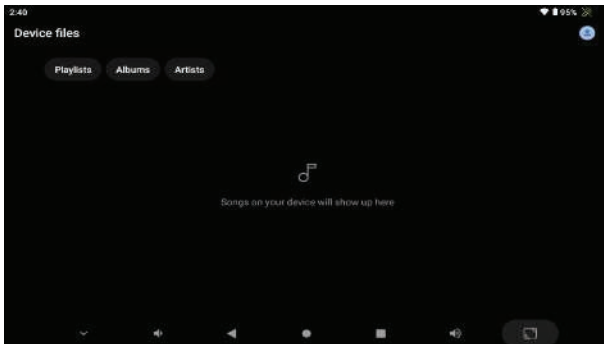 2:40 95%
Device files
Playlists Albums Artists
Songs on your device will show up here